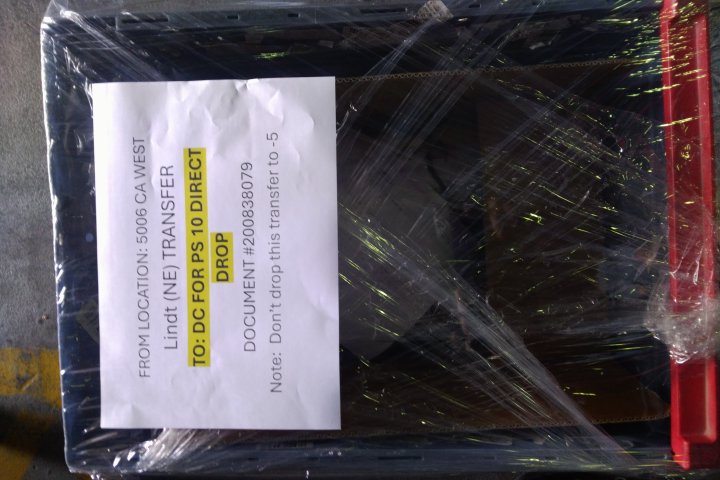 FROM LOCATION: 5006 CA WEST
Lindt (NE) TRANSFER
TO: DC FOR PS 10 DIRECT
DROP
DOCUMENT #200838079
Note: Don't drop this transfer to -5